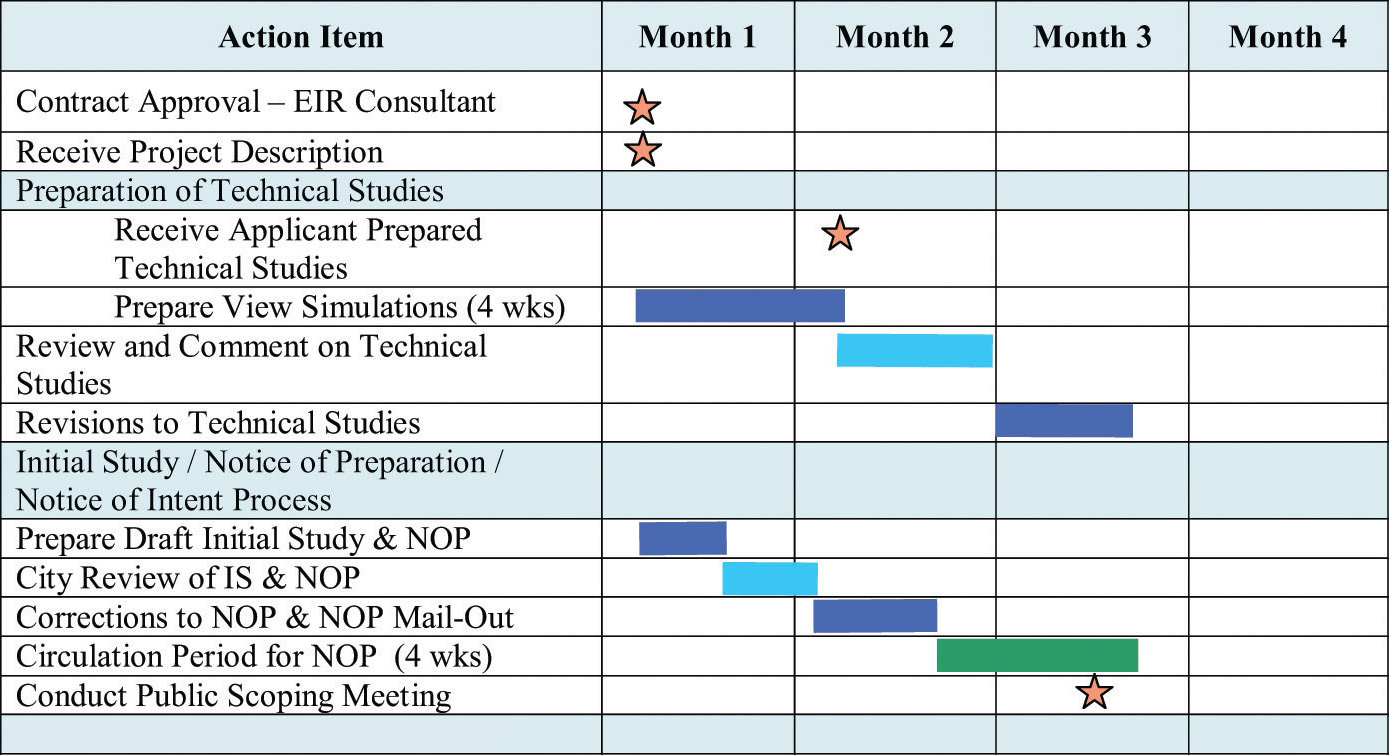 Action Item Month 1 Month 2 Month 3 Month 4
Contract Approval – EIR Consultant
Receive Project Description
Preparation of Technical Studies
Receive Applicant Prepared
Technical Studies
Prepare View Simulations (4 wks)
Review and Comment on Technical
Studies
Revisions to Technical Studies
Initial Study / Notice of Preparation /
Notice of Intent Process
Prepare Draft Initial Study & NOP
City Review of IS & NOP
Corrections to NOP & NOP Mail-Out
Circulation Period for NOP (4 wks)
Conduct Public Scoping Meeting